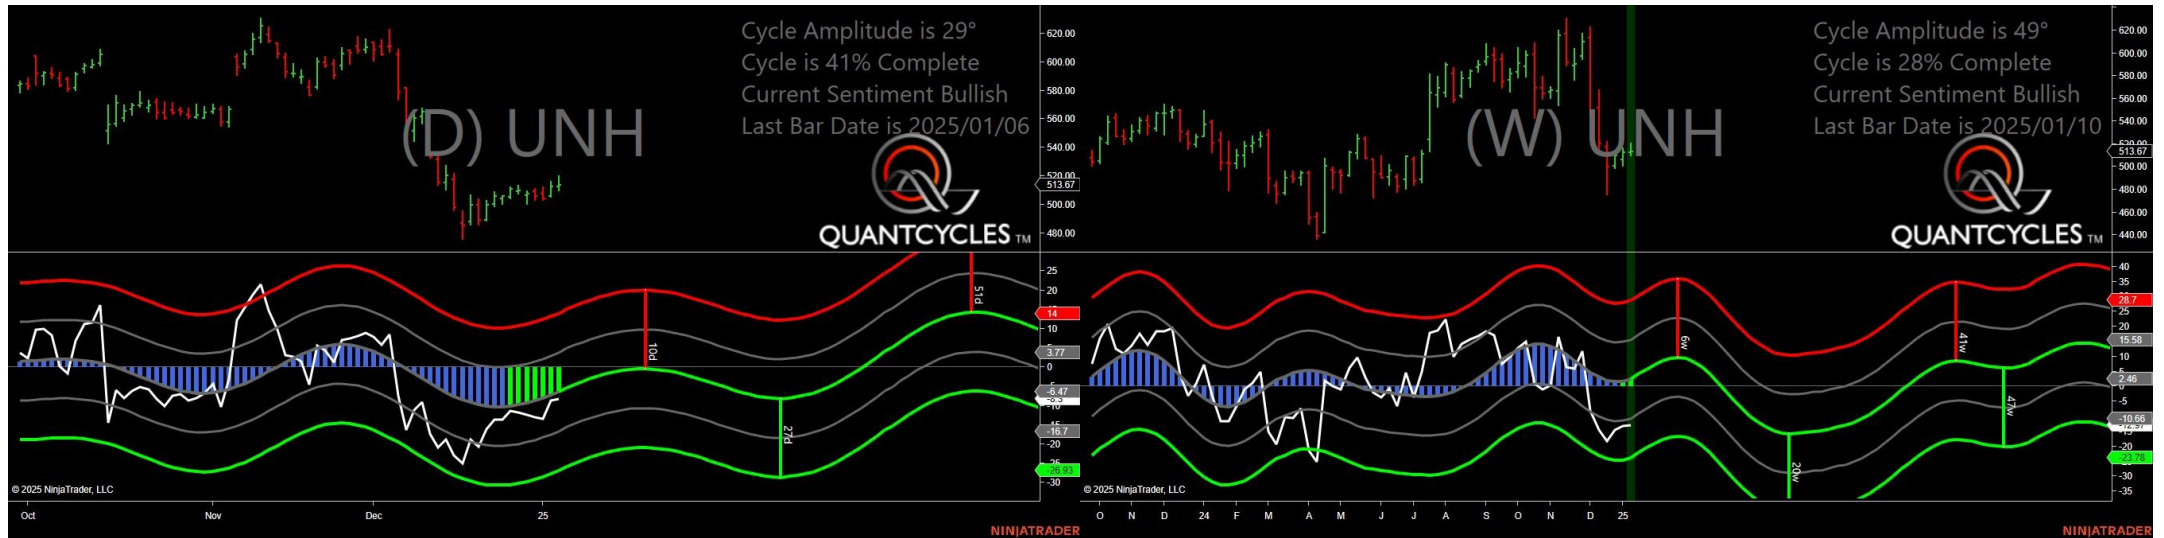 Cycle Amplitude is 29°
Cycle is 41% Complete
Current Sentiment Bullish
Last Bar Date is 2025/01/06
(D) UNH
QUANTCYCLES TM
620.00
600.00
580.00
560.00
540.00
520.00
513.67
500.00
480.00
25
20
14
10
3.77
0
-6.47
-10
-16.7
-20
-26.93
-30
10d
27d
51d
© 2025 NinjaTrader, LLC
Oct
Nov
Dec
25
NINJATRADER
Cycle Amplitude is 49°
Cycle is 28% Complete
Current Sentiment Bullish
Last Bar Date is 2025/01/10
(W) UNH
QUANTCYCLES TM
620.00
600.00
580.00
560.00
540.00
513.67
500.00
480.00
460.00
440.00
40
35
28.7
25
20
15.58
10
2.46
-5
-10.66
-12.97
-20
-23.78
-30
-35
6w
20w
41w
47w
© 2025 NinjaTrader, LLC
O N D 24 F M A M J J A S O N D 25
NINJATRADER